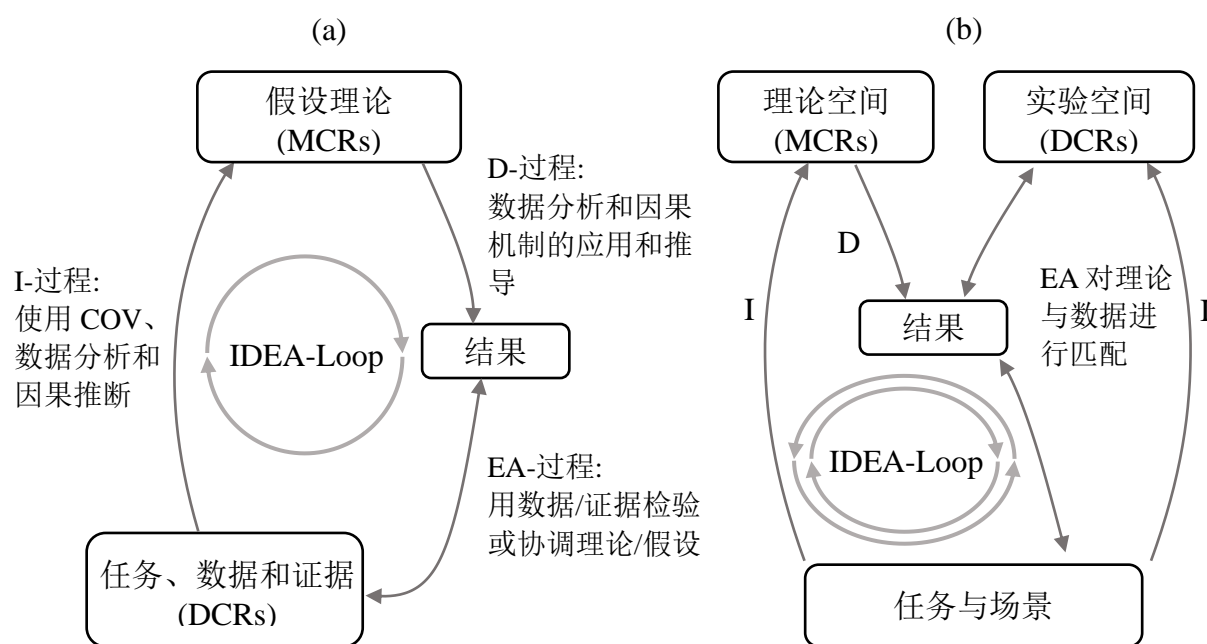 (a)
假设理论
(MCRs)
D-过程:
数据分析和因果
机制的应用和推
导
I-过程:
使用 COV、
数据分析和
因果推断
IDEA-Loop
结果
EA-过程:
用数据/证据检验
或协调理论/假设
任务、数据和证据
(DCRs)
(b)
理论空间
(MCRs)
实验空间
(DCRs)
D
I
结果
EA 对理论
与数据进
行匹配
IDEA-Loop
任务与场景